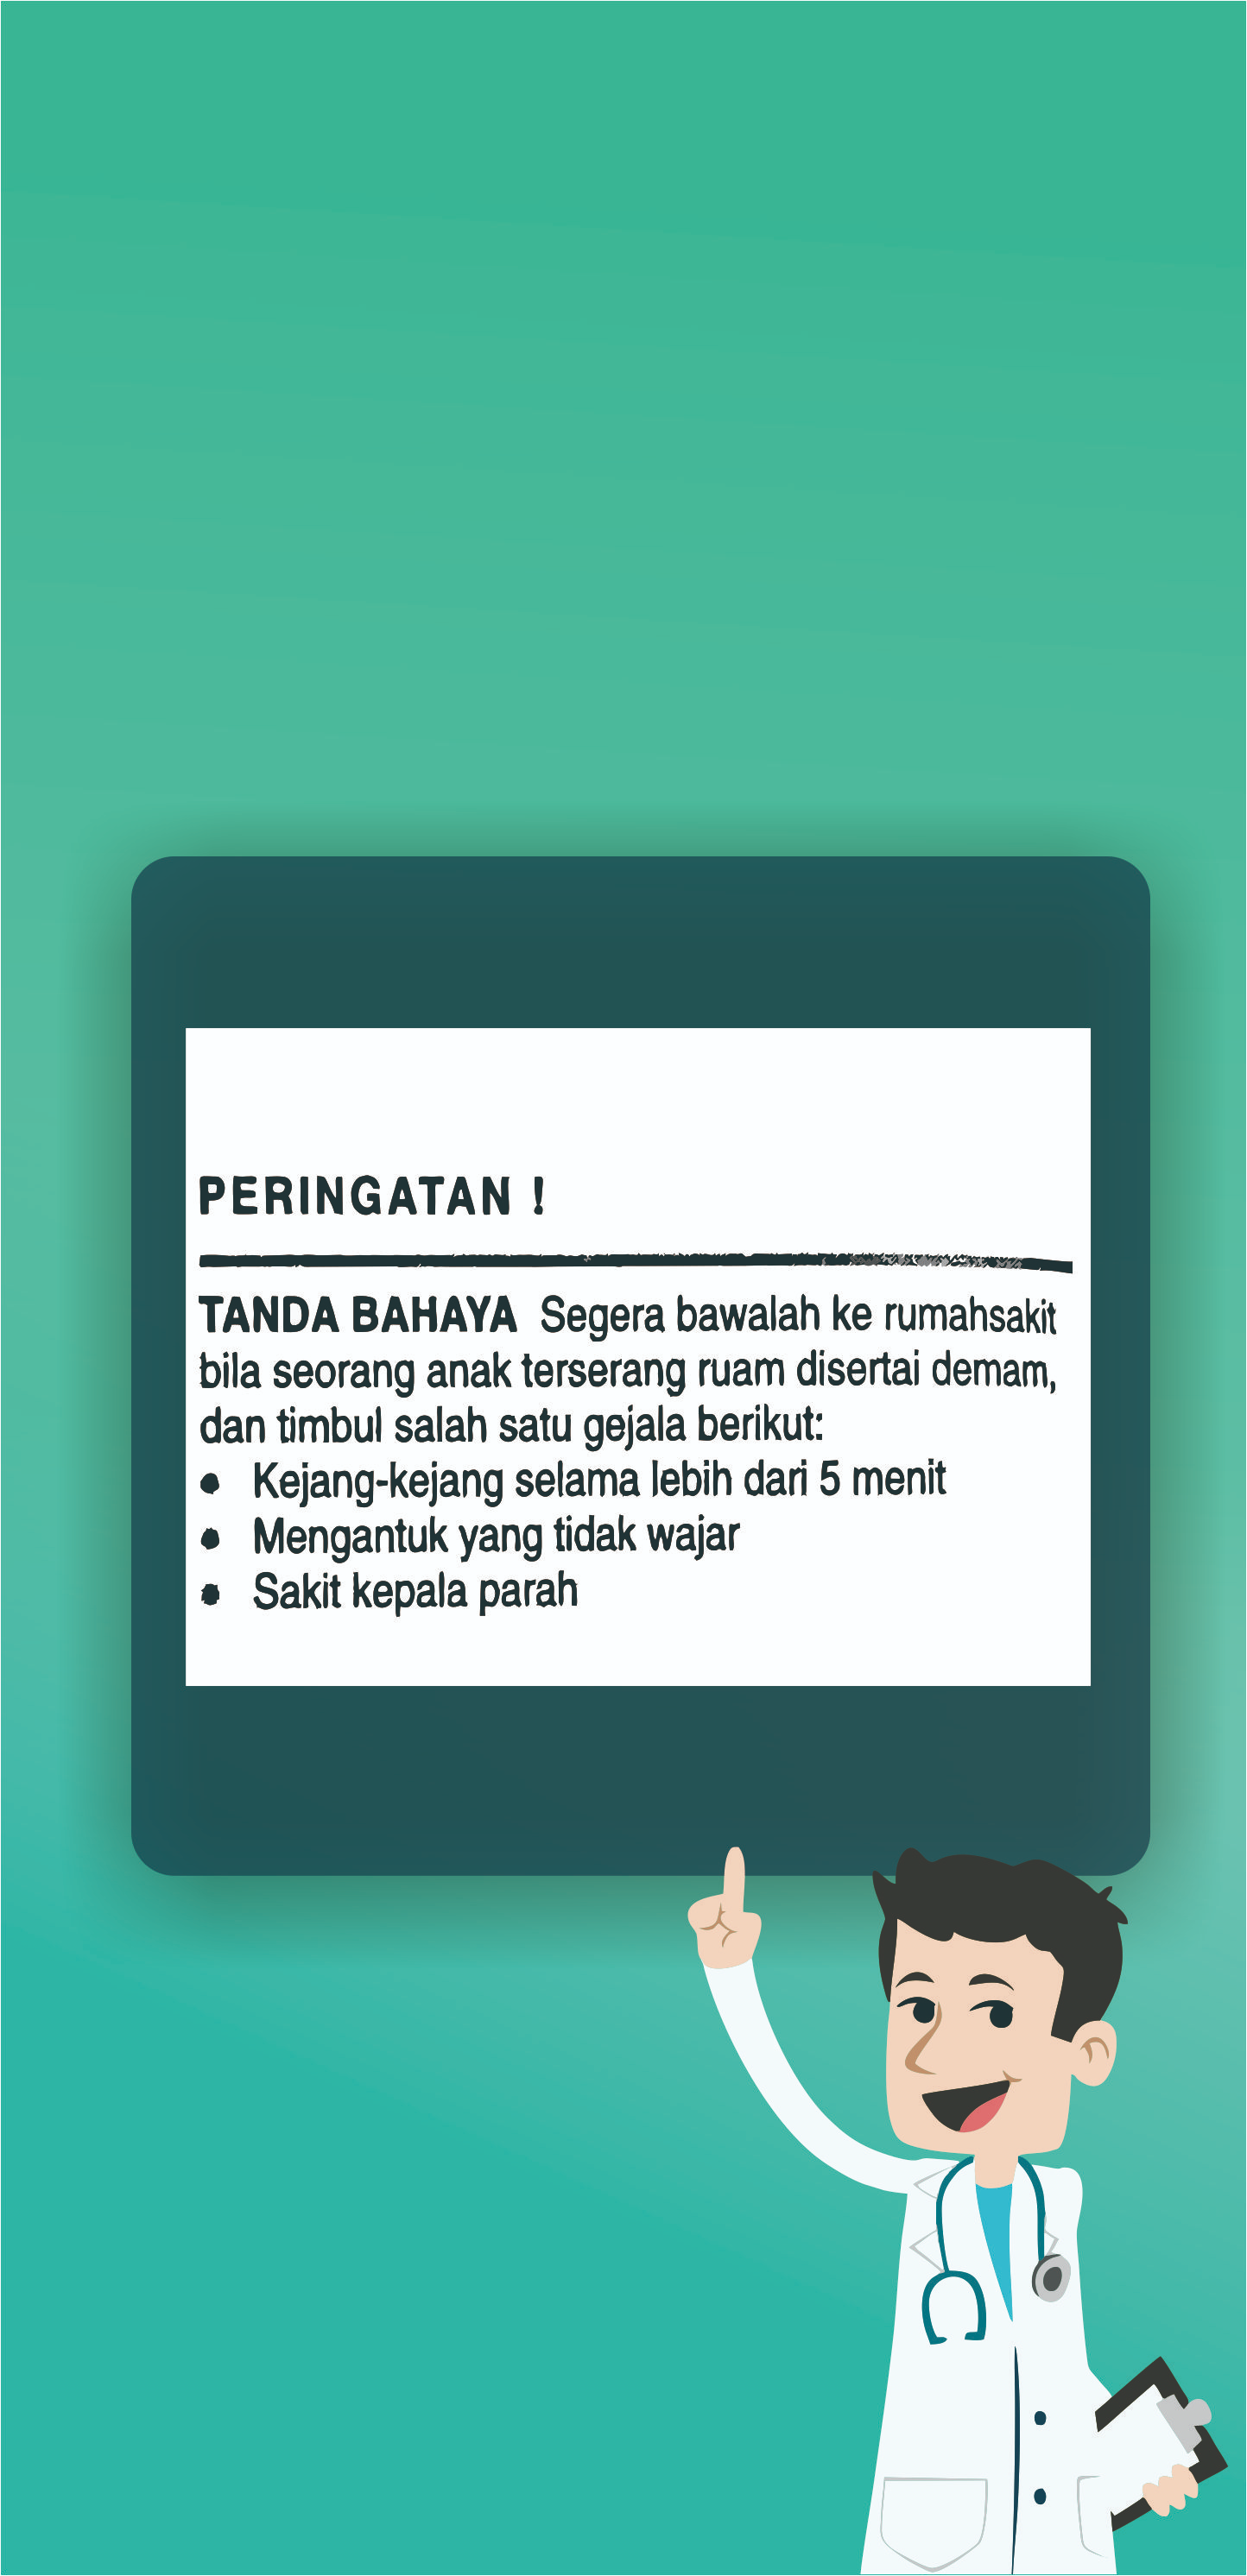 PERINGATAN !
TANDA BAHAYA Segera bawalah ke rumahsakit
bila seorang anak terserang ruam disertai demam,
dan timbul salah satu gejala berikut:
• Kejang-kejang selama lebih dari 5 menit
• Mengantuk yang tidak wajar
• Sakit kepala parah